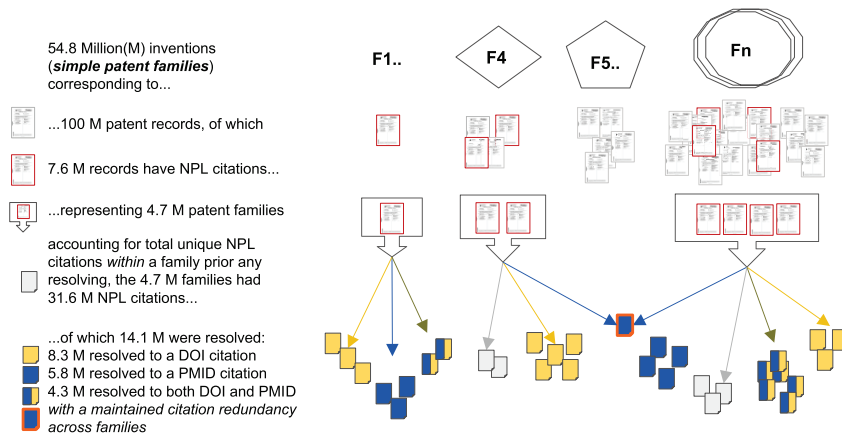 54.8 Million(M) inventions
(simple patent families)
corresponding to...
F1..
F4
F5..
Fn
...100 M patent records, of which
7.6 M records have NPL citations...
...representing 4.7 M patent families
accounting for total unique NPL
citations within a family prior any
resolving, the 4.7 M families had
31.6 M NPL citations...
...of which 14.1 M were resolved:
8.3 M resolved to a DOI citation
5.8 M resolved to a PMID citation
4.3 M resolved to both DOI and PMID
with a maintained citation redundancy
across families